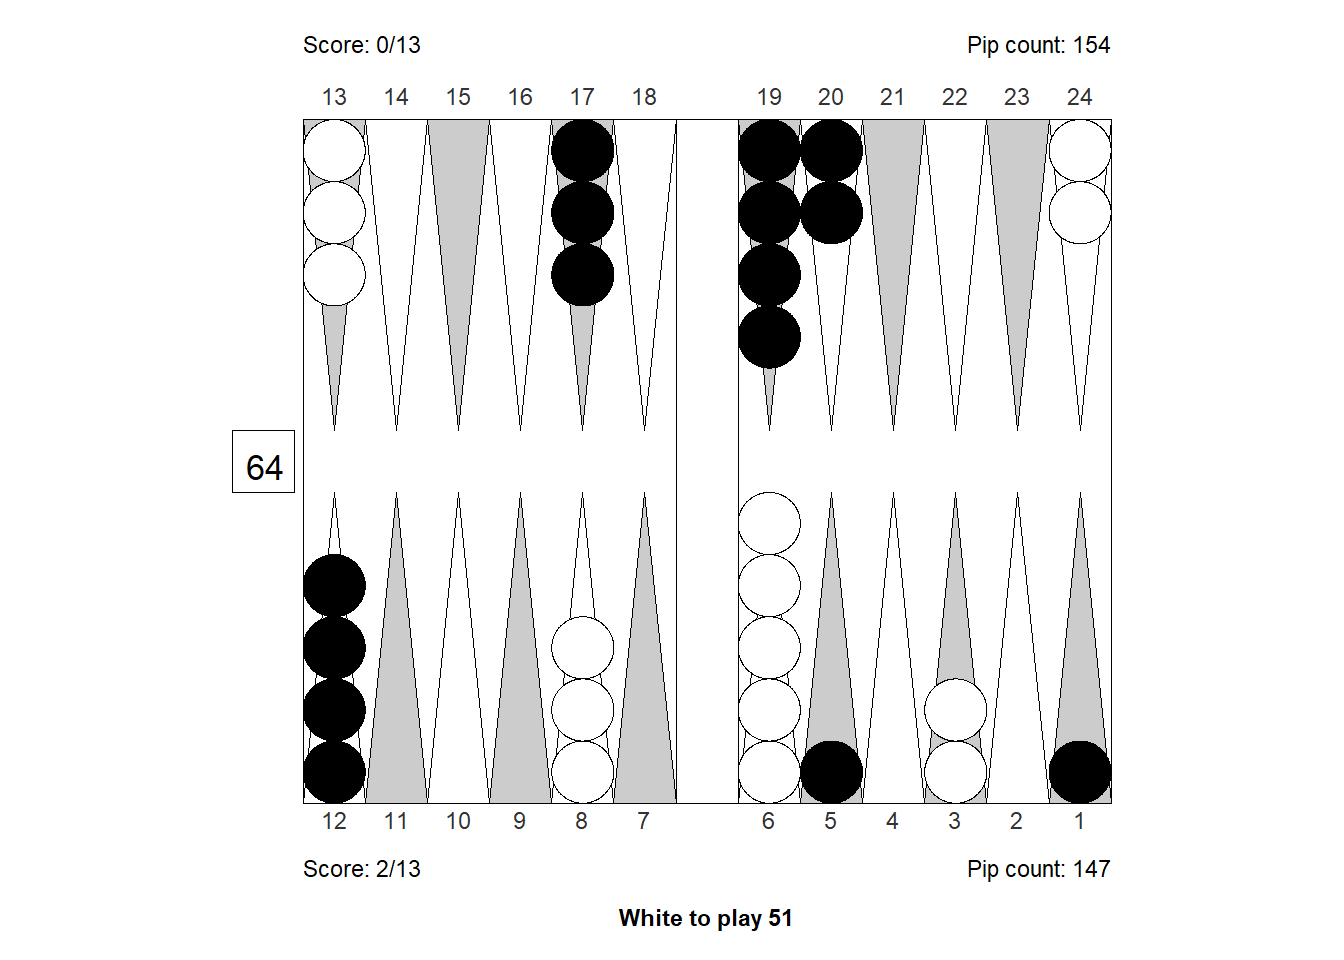 Score: 0/13 Pip count: 154
13 14 15 16 17 18 19 20 21 22 23 24
64
12 11 10 9 8 7 6 5 4 3 2 1
Score: 2/13 Pip count: 147
White to play 51